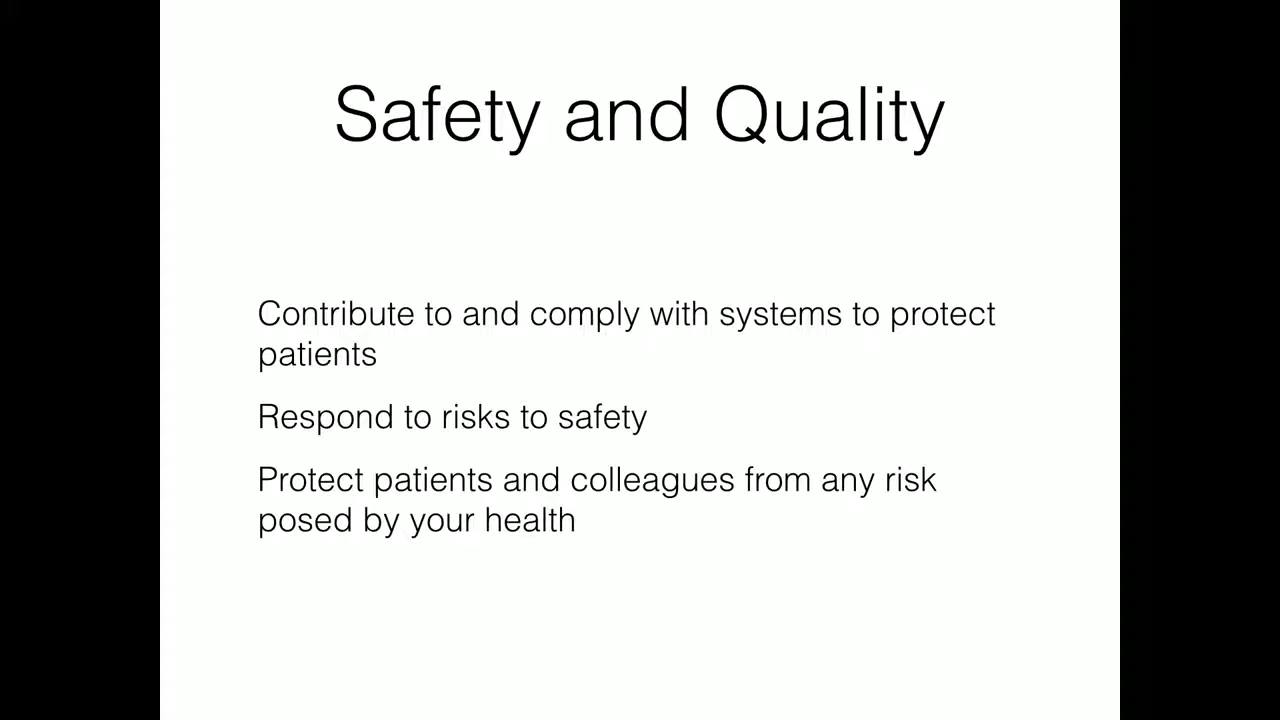 Safety and Quality
Contribute to and comply with systems to protect
patients
Respond to risks to safety
Protect patients and colleagues from any risk
posed by your health